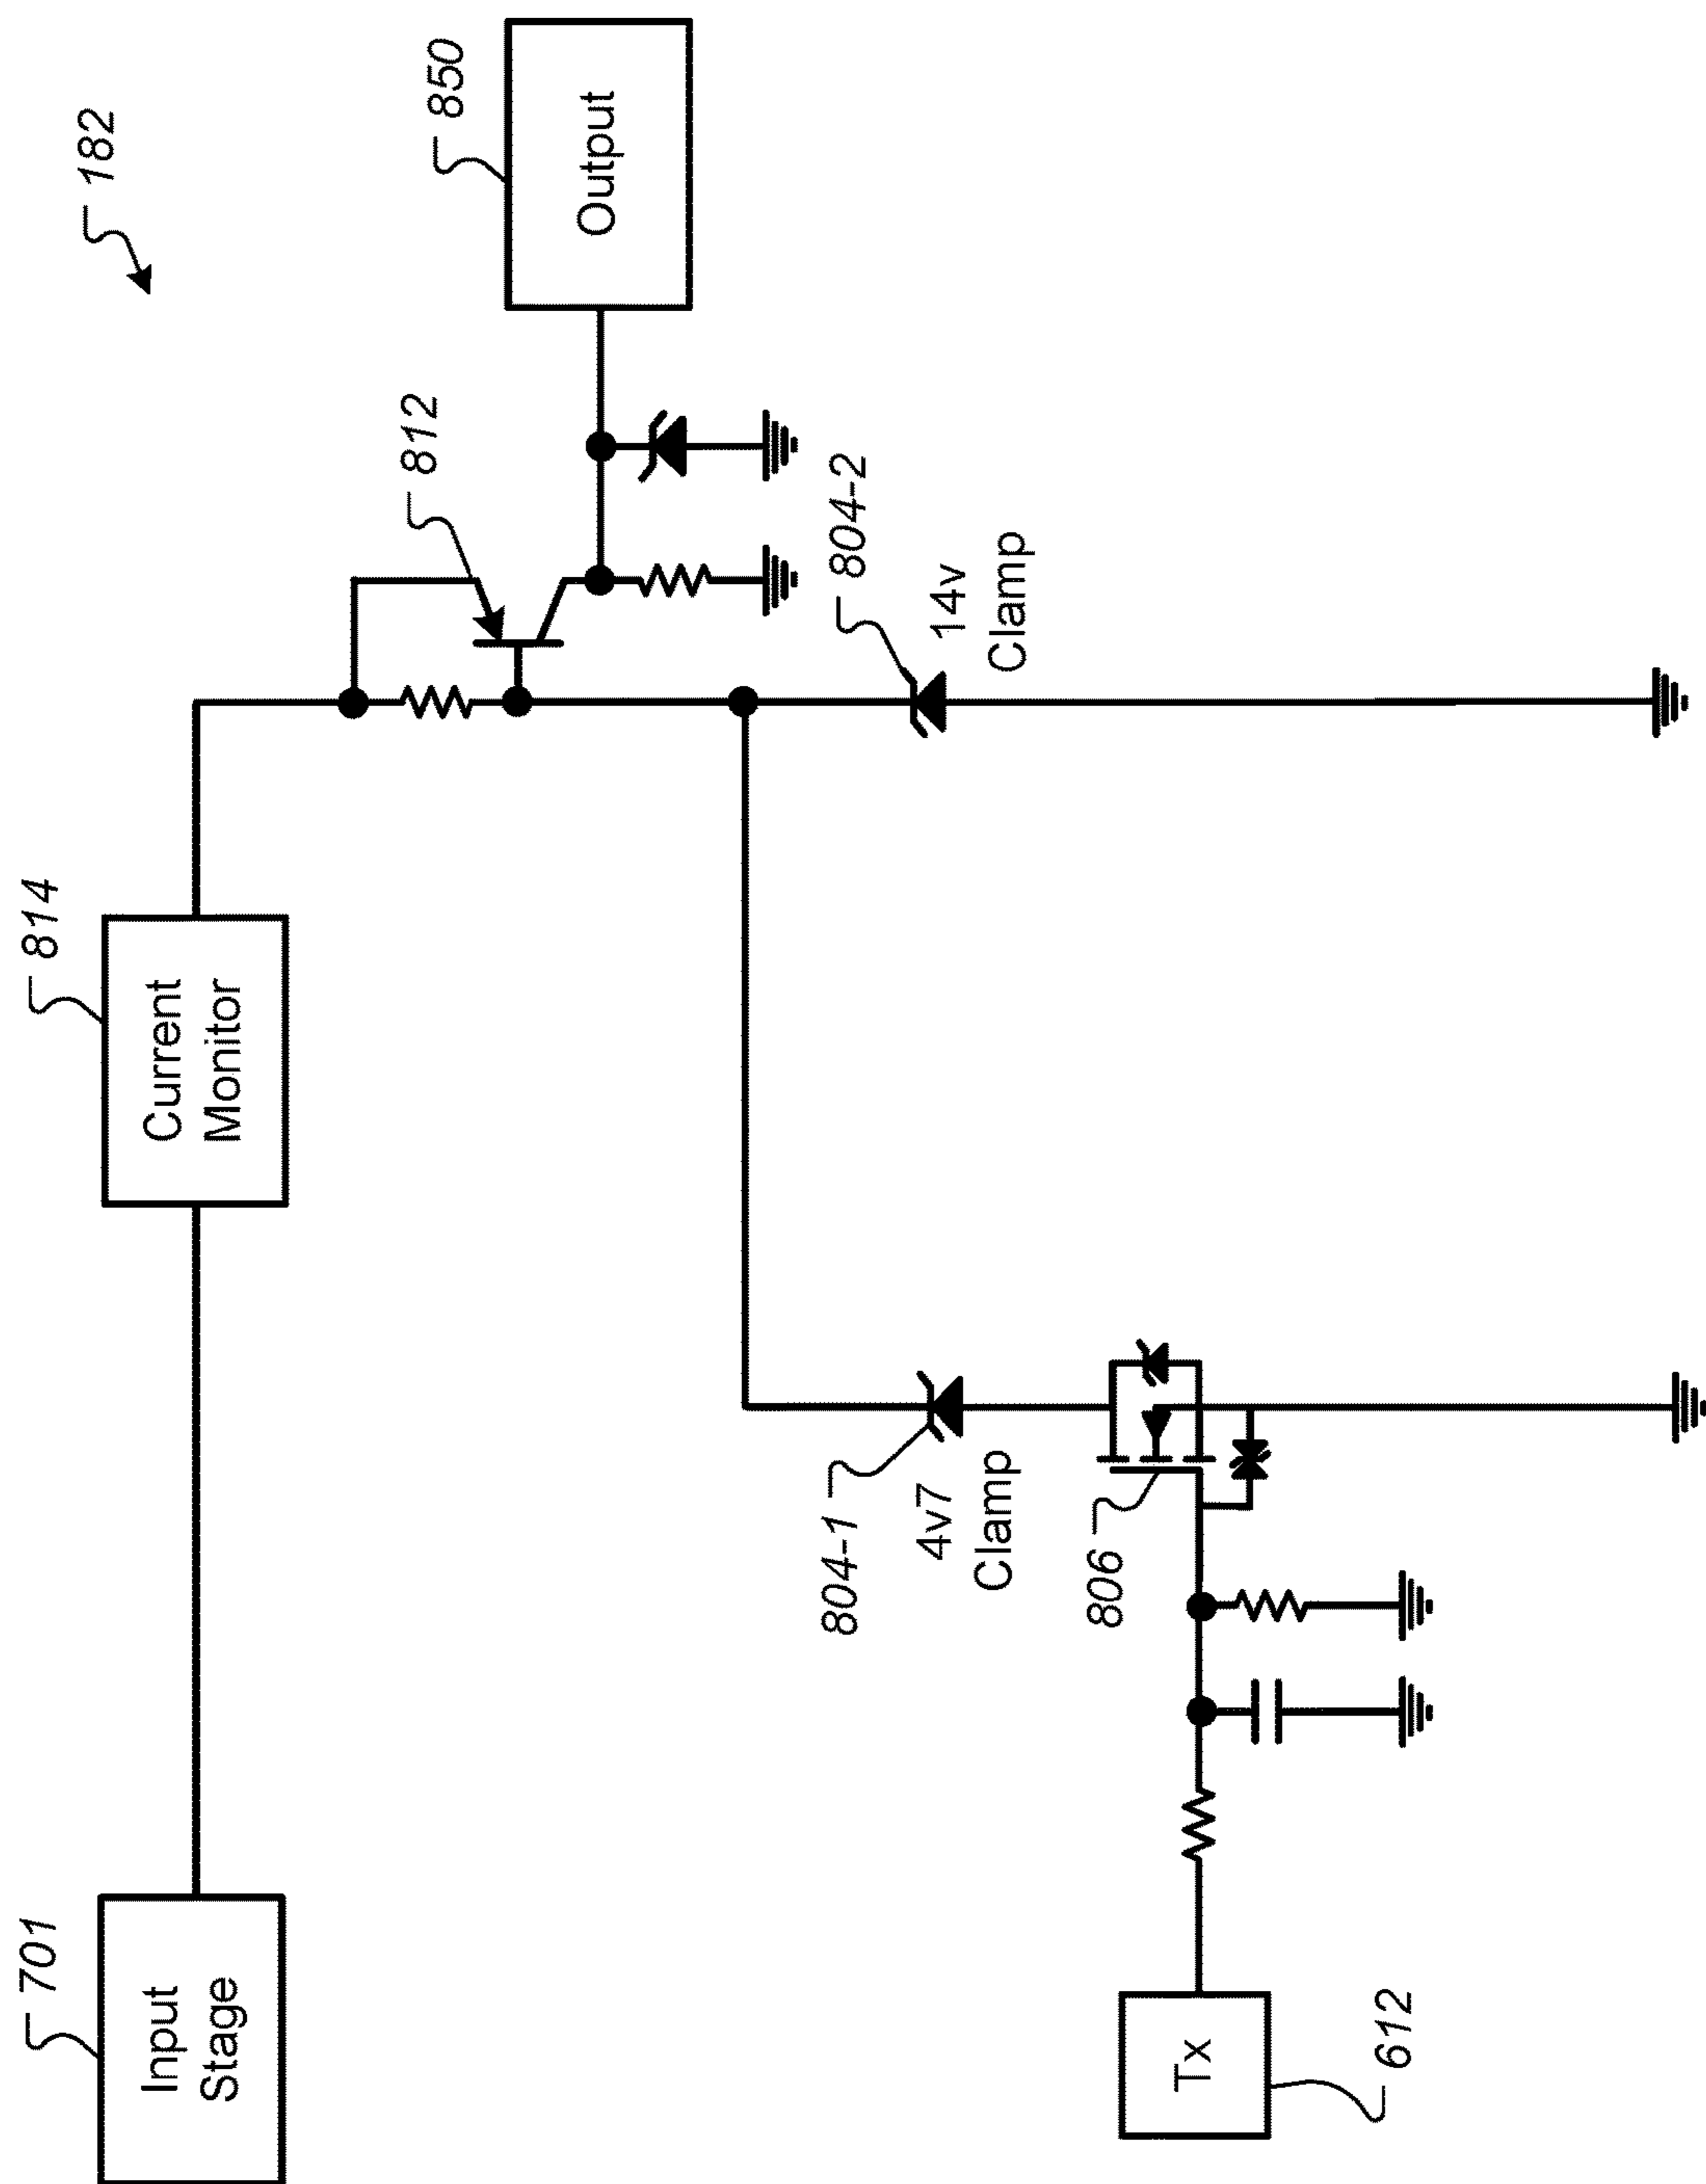 182
701
Input
Stage
814
Current
Monitor
812
850
Output
804-1
4v7
Clamp
804-2
14v
Clamp
806
Tx
612